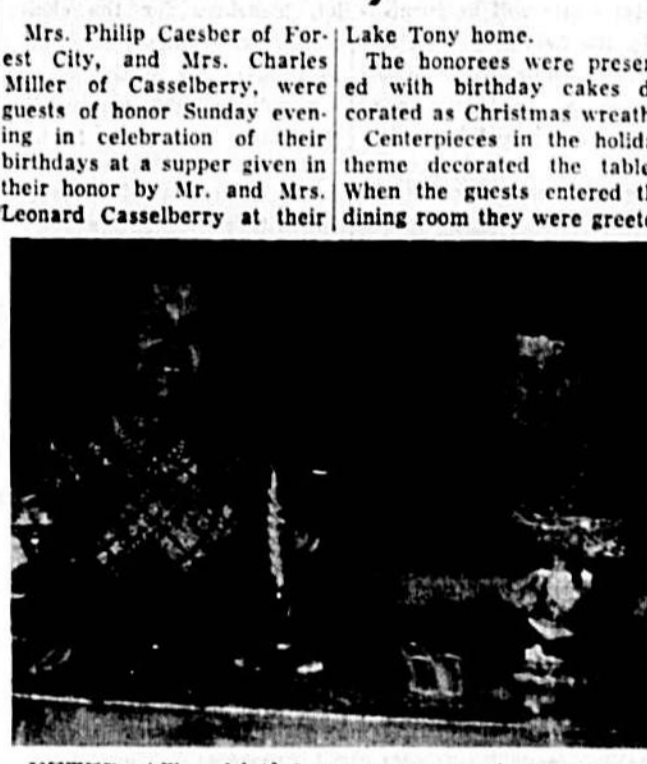 Mrs. Philip Caesber of For-
est City, and Mrs. Charles
Miller of Casselberry, were
guests of honor Sunday even-
ing in celebration of their
birthdays at a supper given in
their honor by Mr. and Mrs.
Leonard Casselberry at their
Lake Tony home.
The honorees were presen
ed with birthday cakes d
corated as Christmas wreath
Centerpieces in the holida
theme decorated the table
When the guests entered th
dining room they were greete